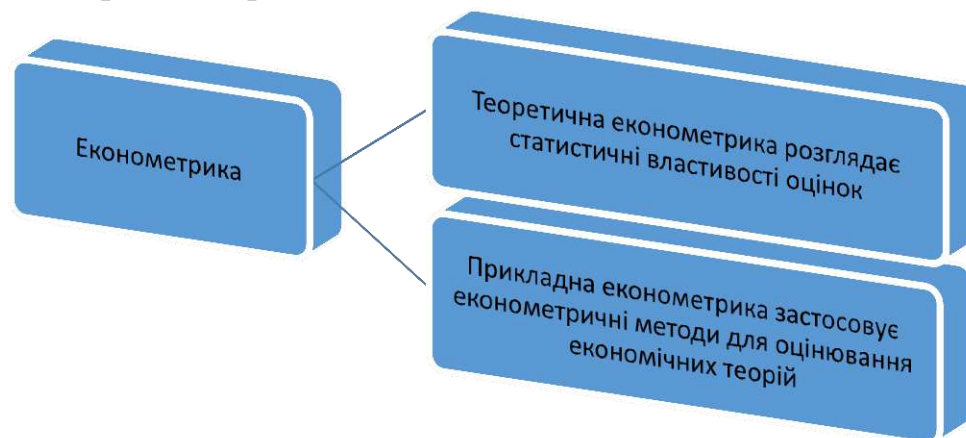 Економетрика
Теоретична економетрика розглядає
статистичні властивості оцінок
Прикладна економетрика застосовує
економетричні методи для оцінювання
економічних теорій